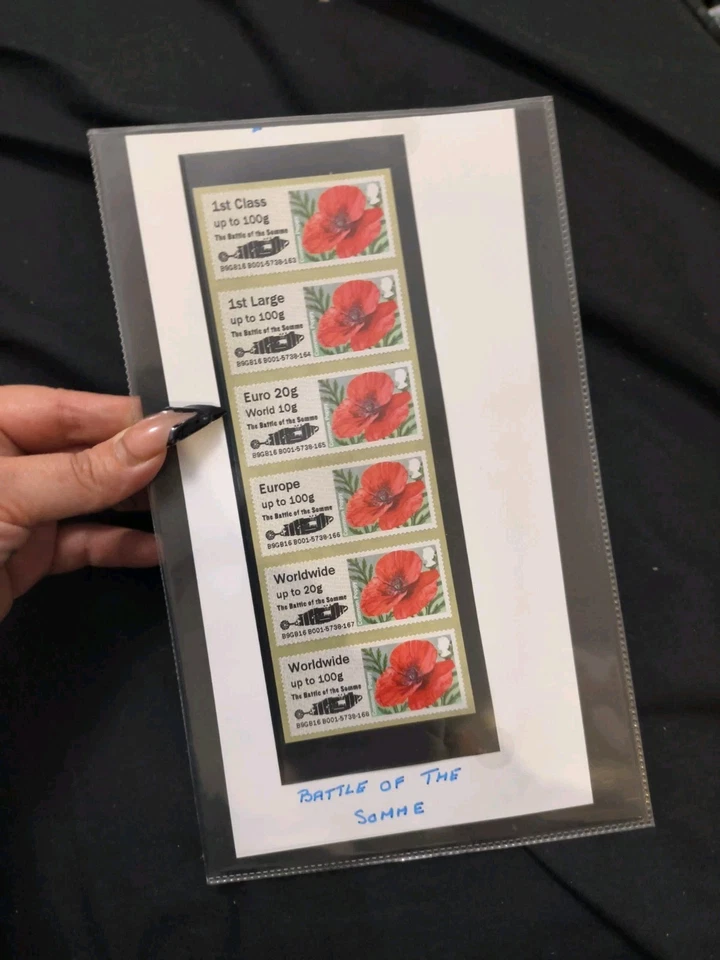 1st Class
up to 100g
The Battle of the Somme
B9GB16 B001-5738-163
1st Large
up to 100g
The Battle of the Somme
B9GB16 B001-5738-164
Euro 20g
World 10g
The Battle of the Somme
B9GB16 B001-5738-165
Europe
up to 100g
The Battle of the Somme
B9GB16 B001-5738-166
Worldwide
up to 20g
The Battle of the Somme
B9GB16 B001-5738-167
Worldwide
up to 100g
The Battle of the Somme
B9GB16 B001-5738-168
BATTLE OF THE
SOMME